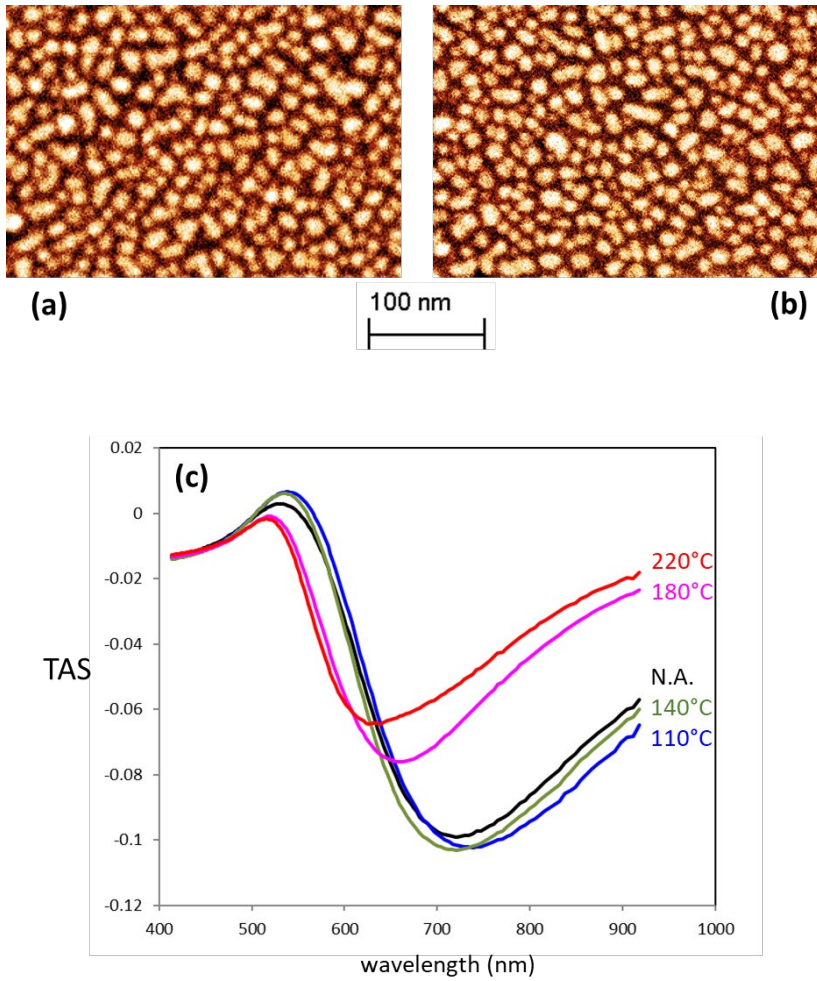 (a)
100 nm
(b)
(c)
0.02
0
-0.02
-0.04
-0.06
-0.08
-0.1
-0.12
TAS
220°C
180°C
N.A.
140°C
110°C
400 500 600 700 800 900 1000
wavelength (nm)